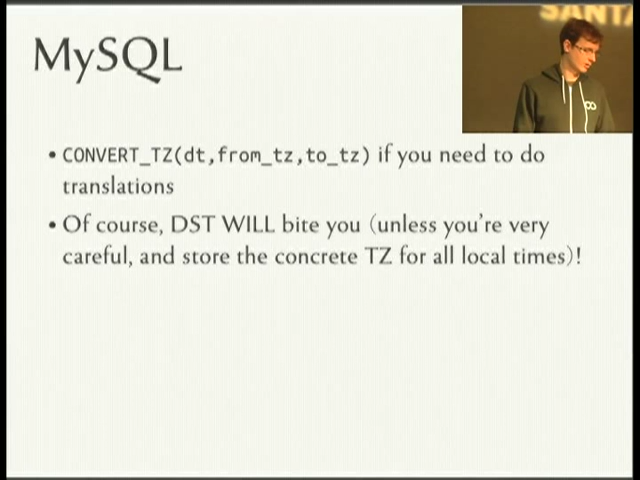 MySQL
SANTA
• CONVERT_TZ(dt,from_tz,to_tz) if you need to do
translations
• Of course, DST WILL bite you (unless you're very
careful, and store the concrete TZ for all local times)!